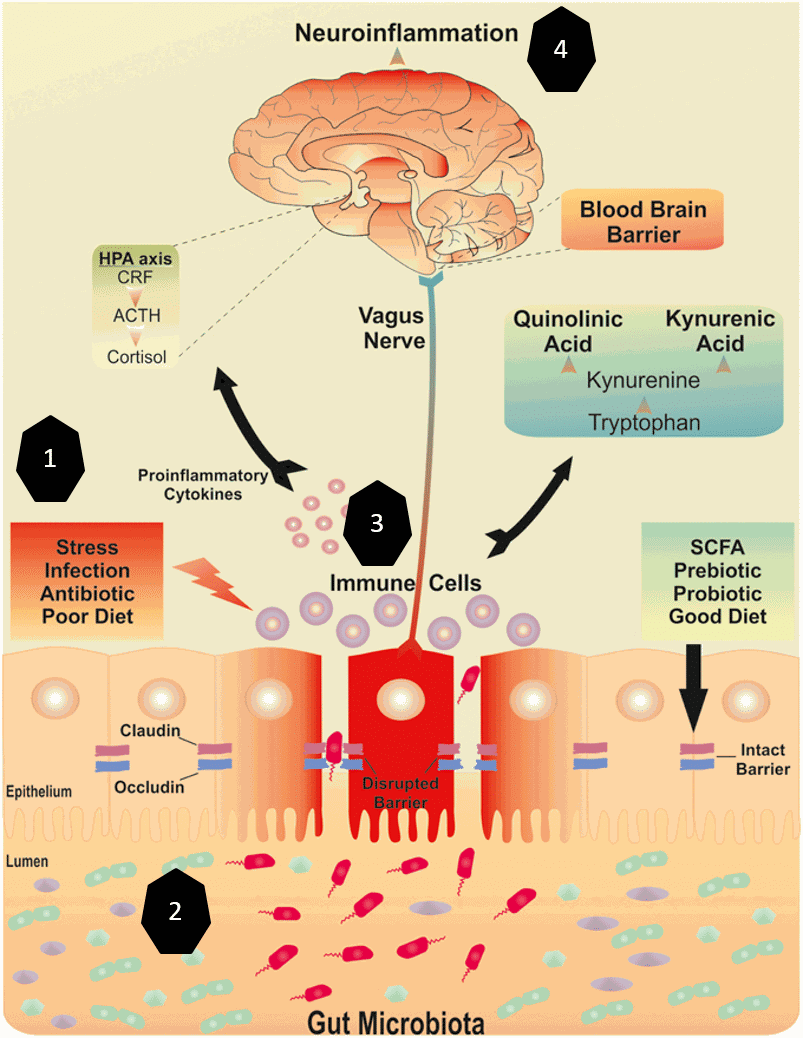 Neuroinflammation
4
Blood Brain
Barrier
HPA axis
CRF
ACTH
Cortisol
Vagus
Nerve
Quinolinic
Acid
Kynurenic
Acid
Kynurenine
Tryptophan
1
Proinflammatory
Cytokines
3
Stress
Infection
Antibiotic
Poor Diet
Immune Cells
SCFA
Prebiotic
Probiotic
Good Diet
Claudin
Occludin
Disrupted
Barrier
Intact
Barrier
Epithelium
Lumen
2
Gut Microbiota